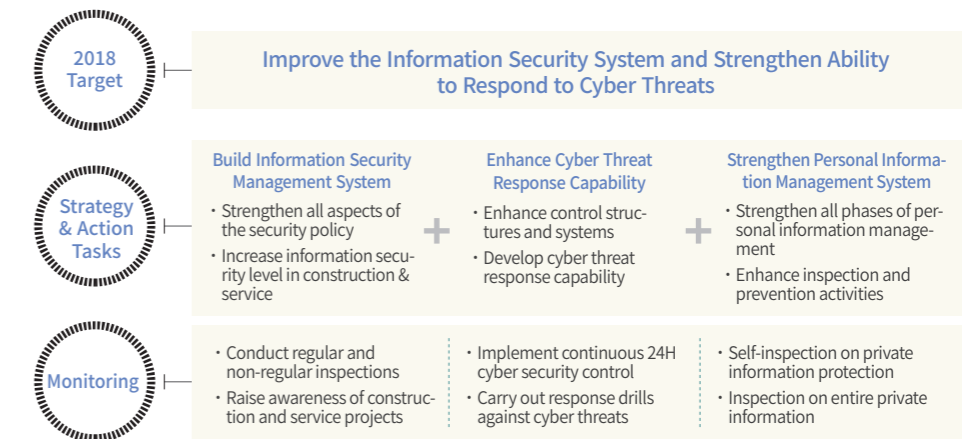 2018
Target
Improve the Information Security System and Strengthen Ability
to Respond to Cyber Threats
Strategy
& Action
Tasks
Build Information Security
Management System
· Strengthen all aspects of
the security policy
· Increase information secu-
rity level in construction &
service
+
Enhance Cyber Threat
Response Capability
· Enhance control struc-
tures and systems
· Develop cyber threat
response capability
+
Strengthen Personal Informa-
tion Management System
· Strengthen all phases of per-
sonal information manage-
ment
· Enhance inspection and
prevention activities
Monitoring
· Conduct regular and
non-regular inspections
· Raise awareness of construc-
tion and service projects
· Implement continuous 24H
cyber security control
· Carry out response drills
against cyber threats
· Self-inspection on private
information protection
· Inspection on entire private
information